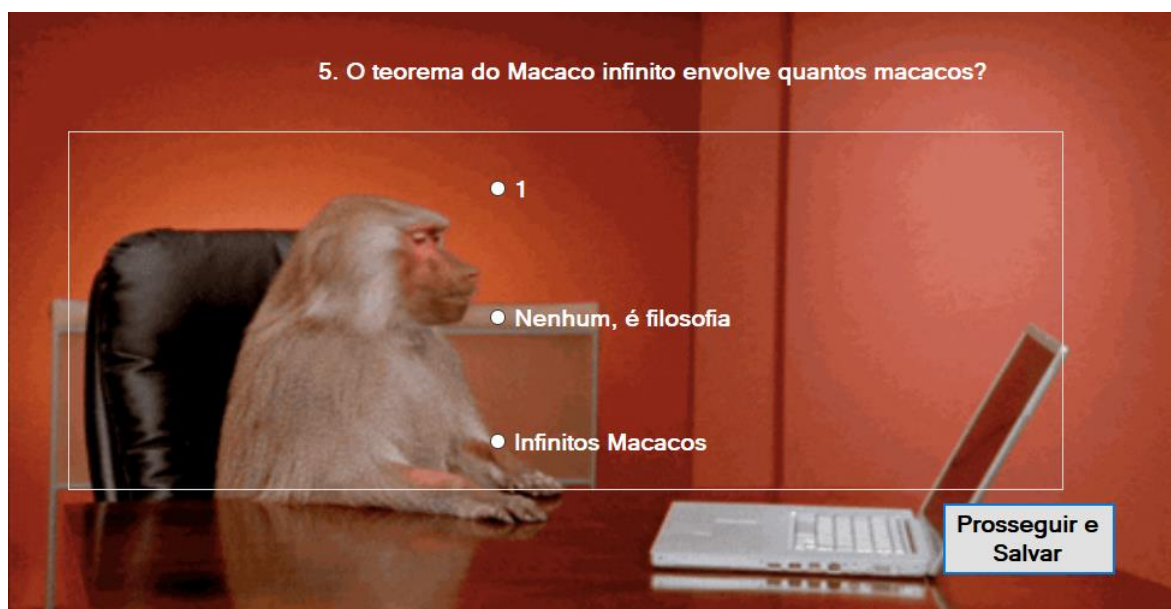 5. O teorema do Macaco infinito envolve quantos macacos?
1
Nenhum, é filosofia
Infinitos Macacos
Prosseguir e
Salvar